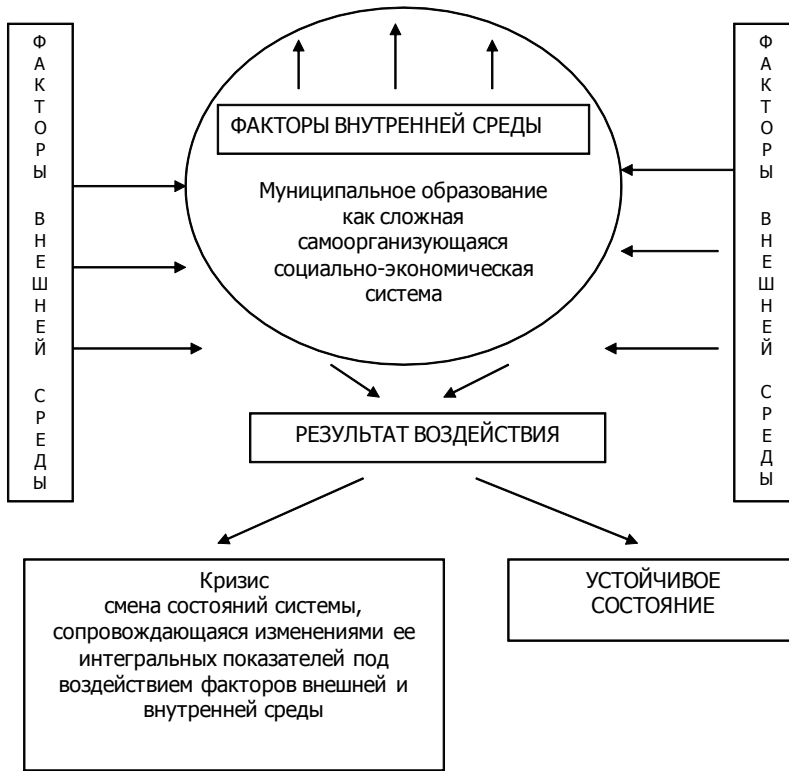 ФАКТОРЫ ВНЕШНЕЙ СРЕДЫ
ФАКТОРЫ ВНУТРЕННЕЙ СРЕДЫ
Муниципальное образование
как сложная
самоорганизующаяся
социально-экономическая
система
ФАКТОРЫ ВНЕШНЕЙ СРЕДЫ
РЕЗУЛЬТАТ ВОЗДЕЙСТВИЯ
Кризис
смена состояний системы,
сопровождающаяся изменениями ее
интегральных показателей под
воздействием факторов внешней и
внутренней среды
УСТОЙЧИВОЕ
СОСТОЯНИЕ